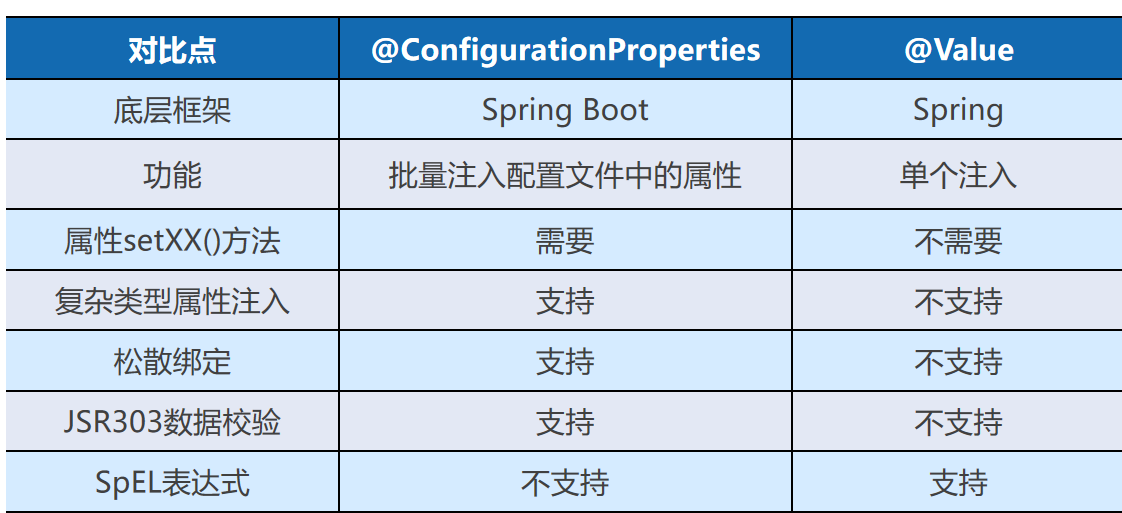 对比点 @ConfigurationProperties @Value
底层框架 Spring Boot Spring
功能 批量注入配置文件中的属性 单个注入
属性setXX()方法 需要 不需要
复杂类型属性注入 支持 不支持
松散绑定 支持 不支持
JSR303数据校验 支持 不支持
SpEL表达式 不支持 支持